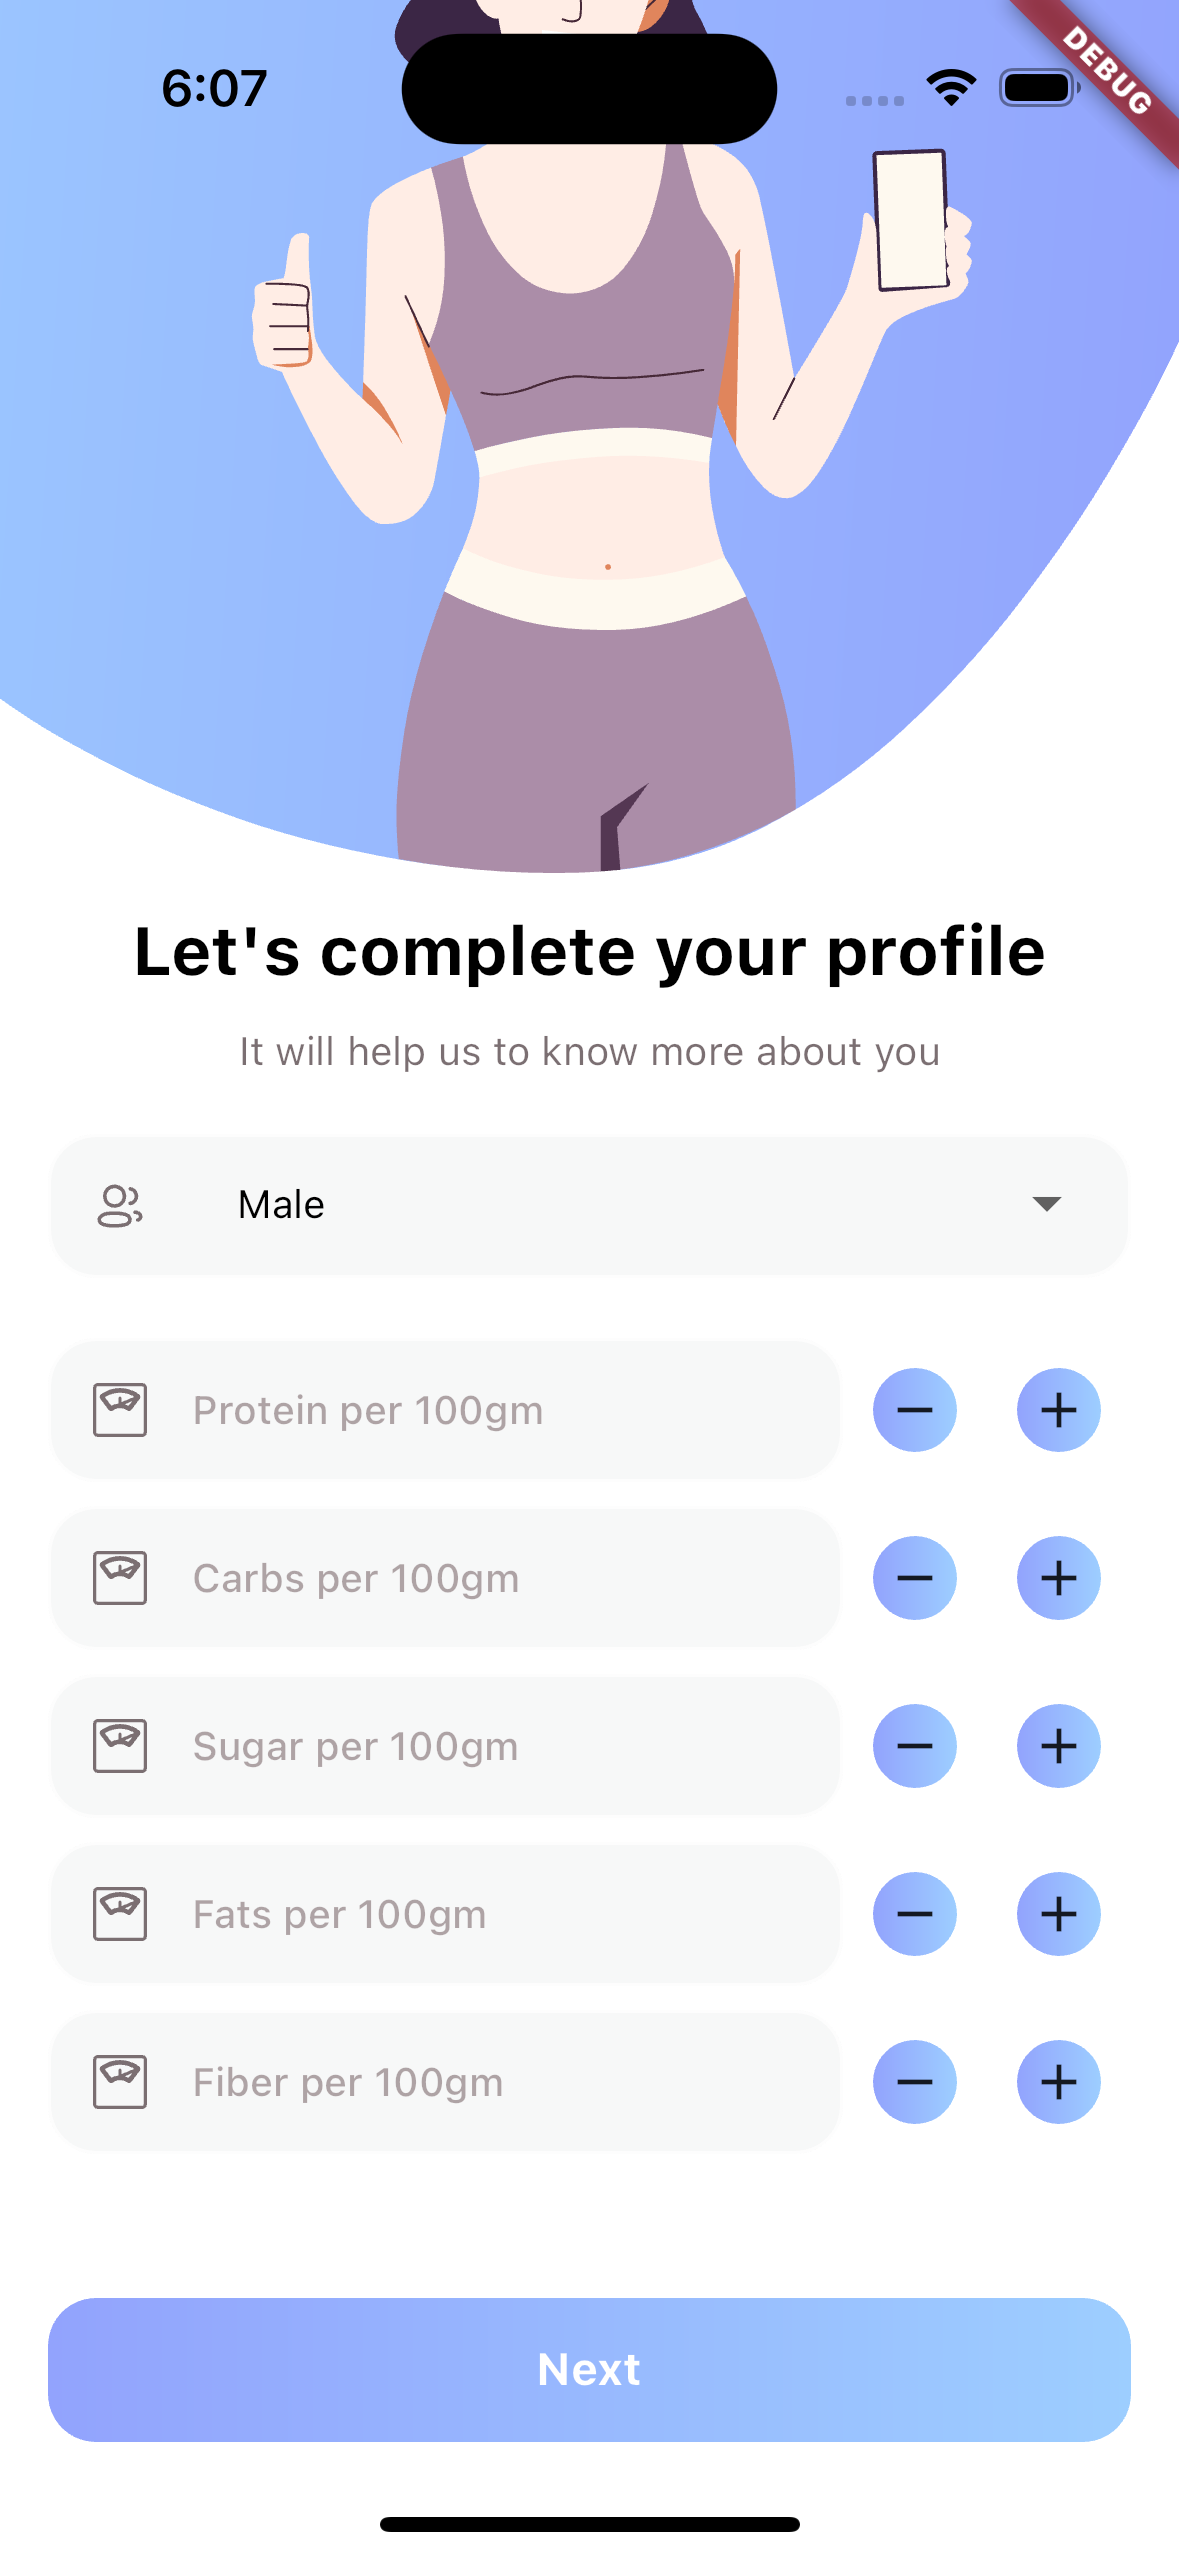 6:07
DEBUG
Let's complete your profile
It will help us to know more about you
Male
Protein per 100gm
Carbs per 100gm
Sugar per 100gm
Fats per 100gm
Fiber per 100gm
Next